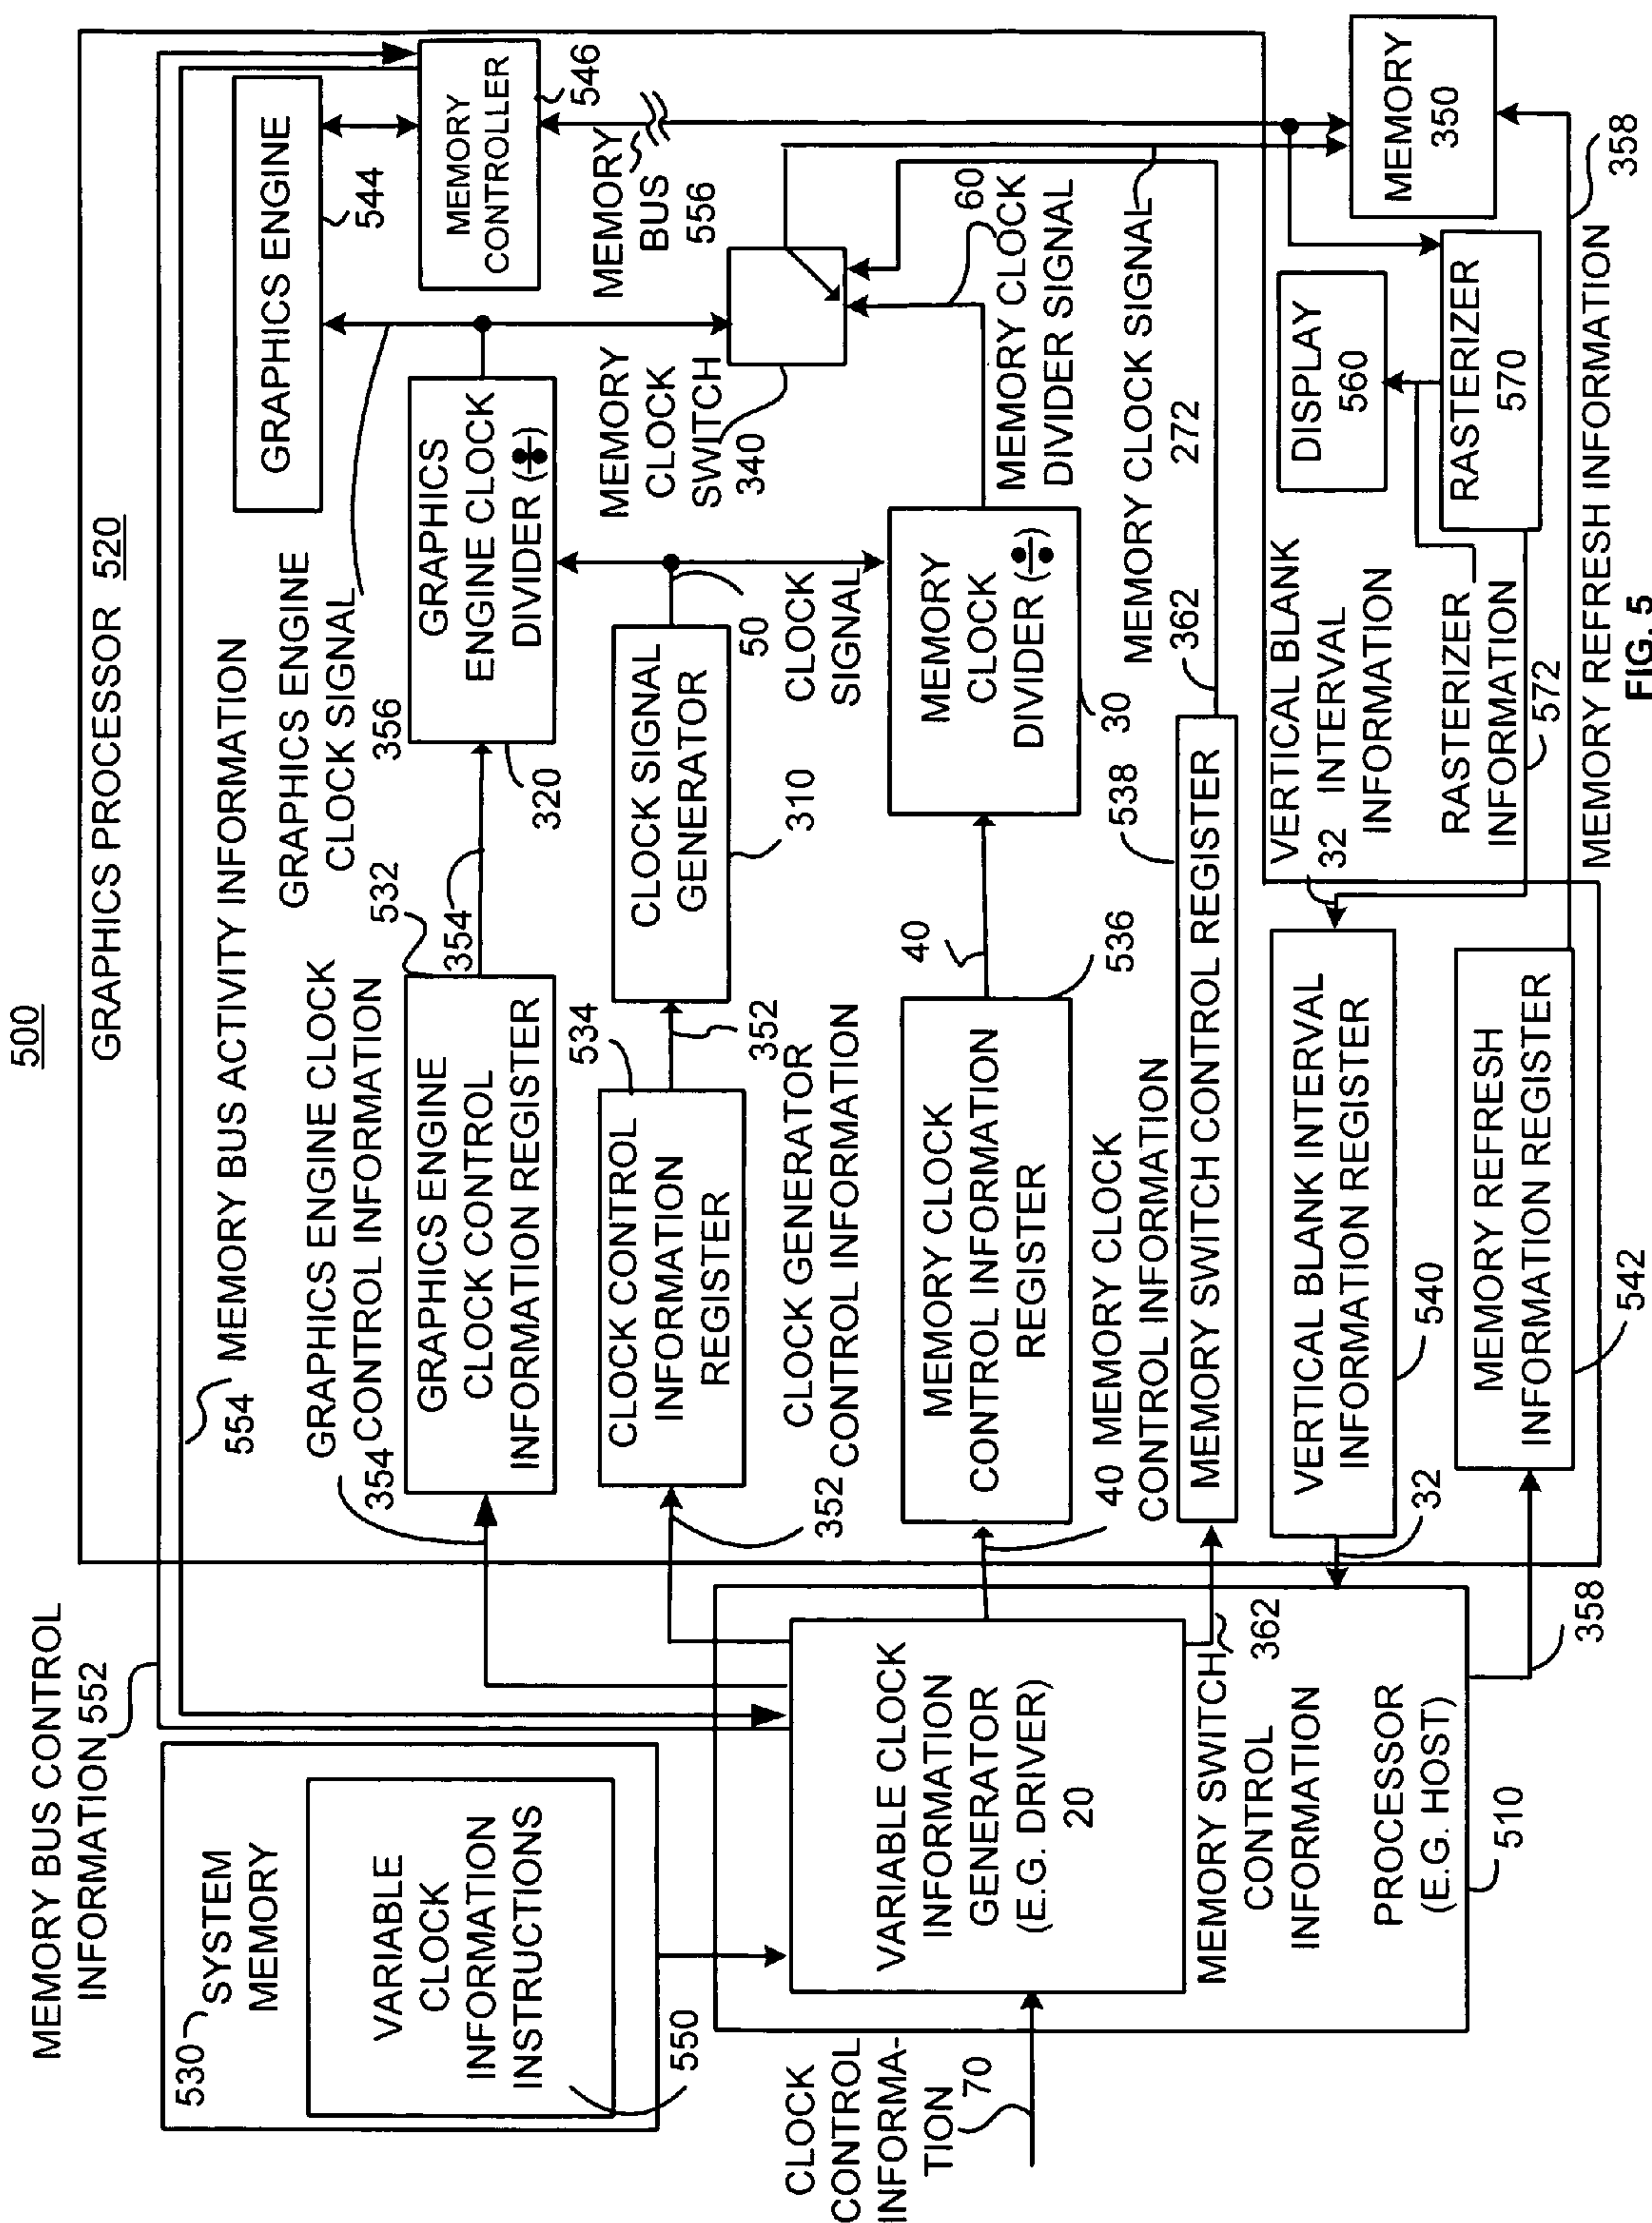 500
GRAPHICS PROCESSOR 520
MEMORY BUS CONTROL
INFORMATION 552
554
MEMORY BUS ACTIVITY INFORMATION
530
SYSTEM
MEMORY
VARIABLE
CLOCK
INFORMATION
INSTRUCTIONS
550
GRAPHICS ENGINE CLOCK
354 CONTROL INFORMATION
GRAPHICS ENGINE
CLOCK CONTROL
INFORMATION REGISTER
532
354
GRAPHICS ENGINE
CLOCK SIGNAL
356
GRAPHICS
ENGINE CLOCK
DIVIDER (÷)
320
GRAPHICS ENGINE
544
MEMORY
CONTROLLER
546
534
CLOCK CONTROL
INFORMATION
REGISTER
352
352
CLOCK GENERATOR
CONTROL INFORMATION
CLOCK SIGNAL
GENERATOR
310
50
CLOCK
SIGNAL
MEMORY
CLOCK
SWITCH
340
MEMORY
BUS
556
CLOCK
CONTROL
INFORMA-
TION
70
VARIABLE CLOCK
INFORMATION
GENERATOR
(E.G. DRIVER)
20
MEMORY CLOCK
CONTROL INFORMATION
REGISTER
536
40
40 MEMORY CLOCK
CONTROL INFORMATION
MEMORY
CLOCK
DIVIDER (÷)
30
60
MEMORY CLOCK
DIVIDER SIGNAL
MEMORY CLOCK SIGNAL
272
MEMORY SWITCH
CONTROL
INFORMATION
362
MEMORY SWITCH CONTROL REGISTER
538
362
PROCESSOR
(E.G. HOST)
510
VERTICAL BLANK INTERVAL
INFORMATION REGISTER
540
32
VERTICAL BLANK
32 INTERVAL
INFORMATION
DISPLAY
560
MEMORY
350
RASTERIZER
INFORMATION
572
RASTERIZER
570
358
MEMORY REFRESH
INFORMATION REGISTER
542
MEMORY REFRESH INFORMATION
358
FIG. 5